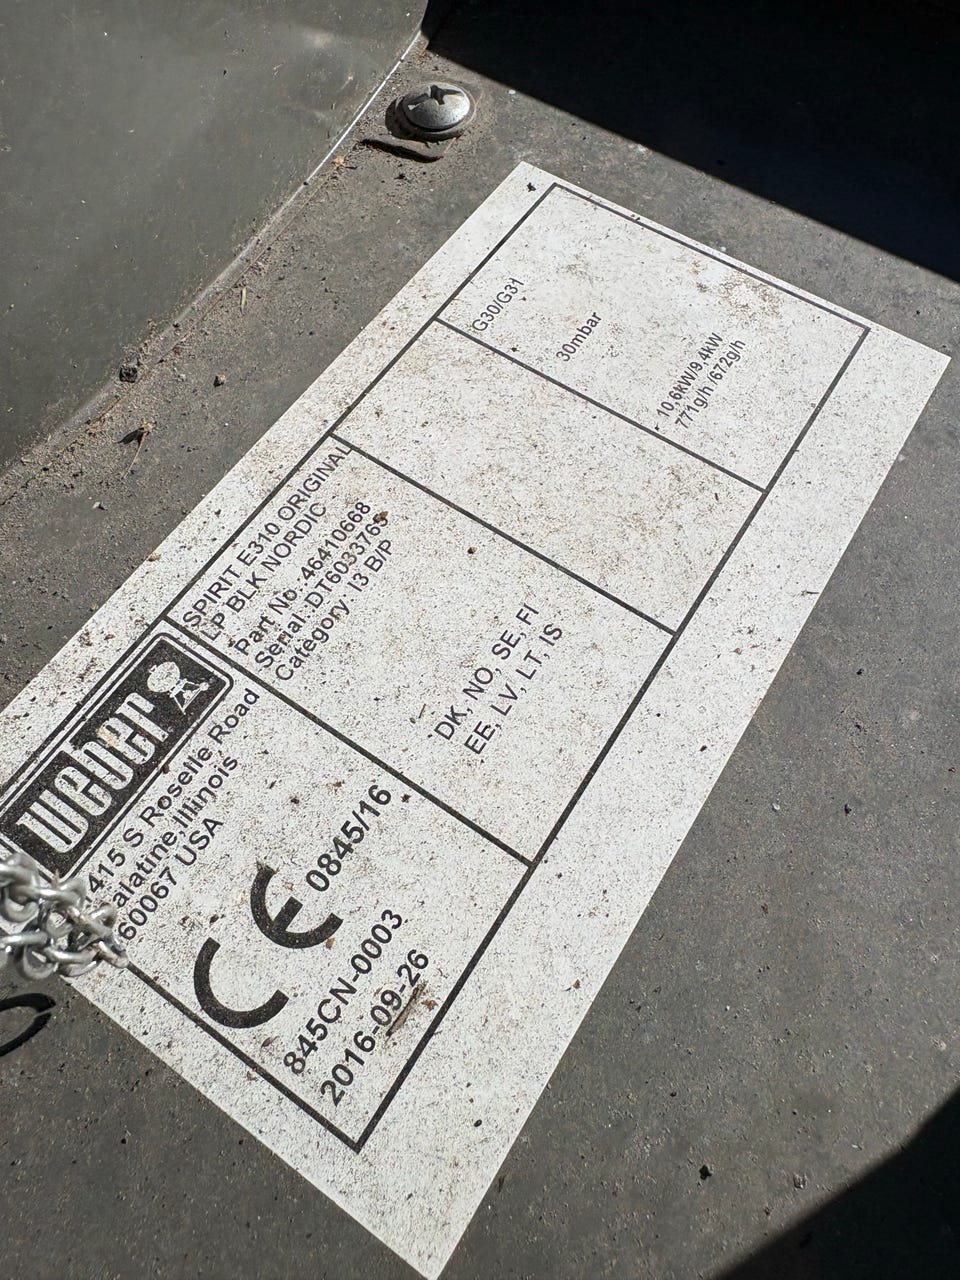 weber
1415 S Roselle Road
Palatine, Illinois
60067 USA
CE 0845/16
845CN-0003
2016-09-26
SPIRIT E310 ORIGINAL
LP BLK NORDIC
Part No: 46410668
Serial: DT6033765
Category: I3 B/P
DK, NO, SE, FI
EE, LV, LT, IS
G30/G31
30mbar
10,6kW/9,4kW
771g/h /672g/h